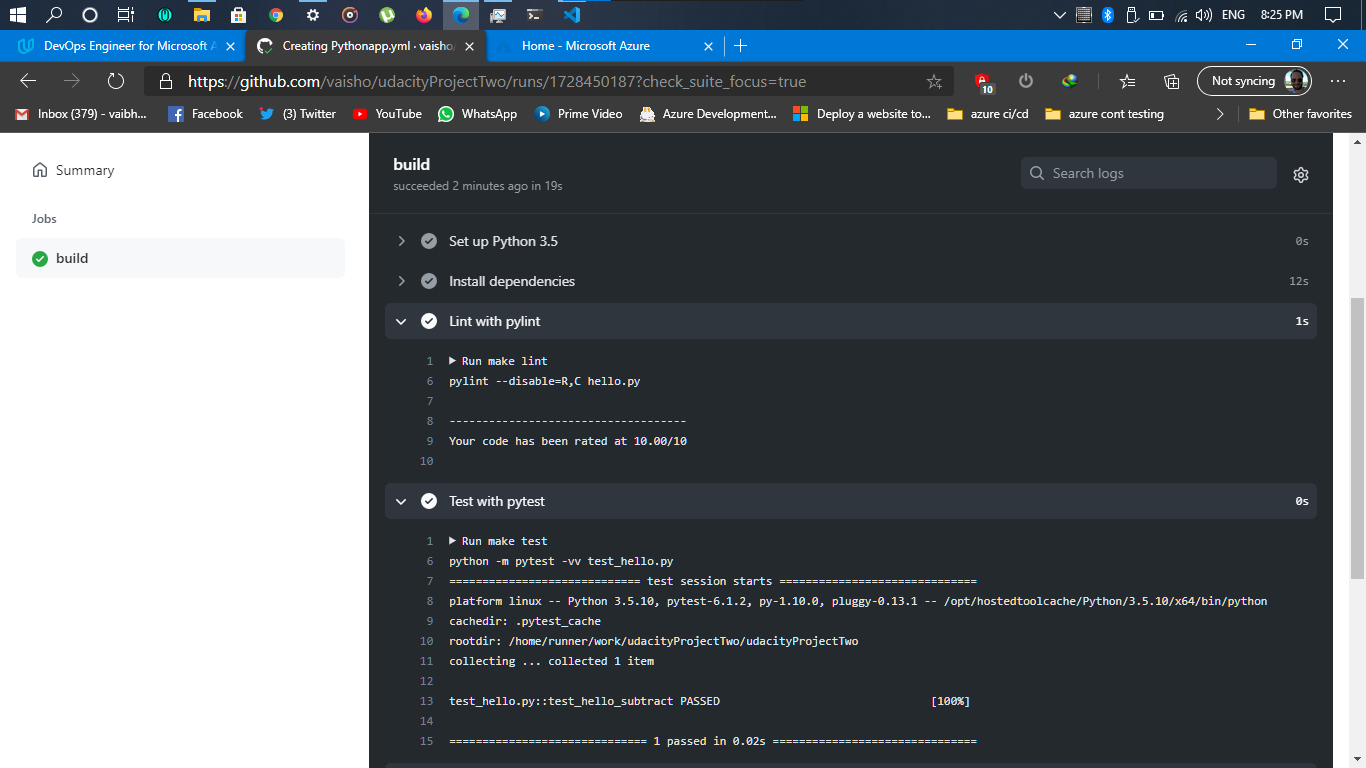 ENG 8:25 PM
DevOps Engineer for Microsoft A
Creating Pythonapp.yml · vaisho/
Home - Microsoft Azure
https://github.com/vaisho/udacityProjectTwo/runs/1728450187?check_suite_focus=true
10
Not syncing
Inbox (379) - vaibh...
Facebook
(3) Twitter
YouTube
WhatsApp
Prime Video
Azure Development...
Deploy a website to...
azure ci/cd
azure cont testing
Other favorites
Summary
Jobs
build
build
succeeded 2 minutes ago in 19s
Search logs
Set up Python 3.5 0s
Install dependencies 12s
Lint with pylint 1s
1 Run make lint
6 pylint --disable=R,C hello.py
7
8 ------------------------------------
9 Your code has been rated at 10.00/10
10
Test with pytest 0s
1 Run make test
6 python -m pytest -vv test_hello.py
7 ============================= test session starts ==============================
8 platform linux -- Python 3.5.10, pytest-6.1.2, py-1.10.0, pluggy-0.13.1 -- /opt/hostedtoolcache/Python/3.5.10/x64/bin/python
9 cachedir: .pytest_cache
10 rootdir: /home/runner/work/udacityProjectTwo/udacityProjectTwo
11 collecting ... collected 1 item
12
13 test_hello.py::test_hello_subtract PASSED [100%]
14
15 ============================== 1 passed in 0.02s ===============================